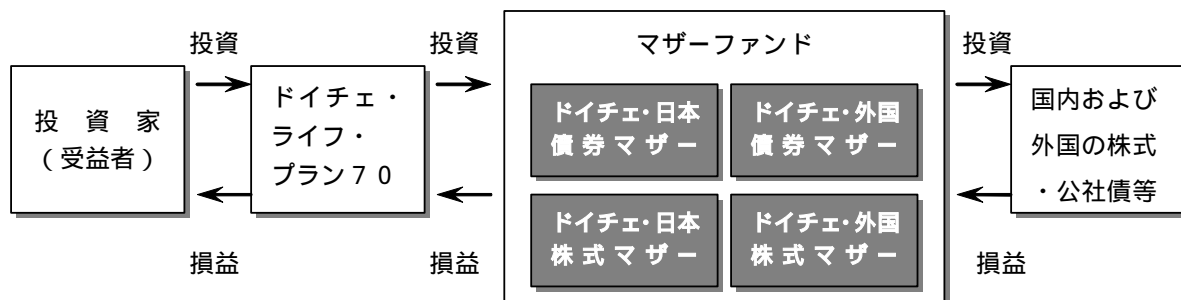 投資
投資
マザーファンド
投資
投　資　家
（受益者）
ドイチェ・
ライフ・
プラン７０
ドイチェ・日本
債 券 マ ザ ー
ドイチェ・外国
債 券 マ ザ ー
ドイチェ・日本
株 式 マ ザ ー
ドイチェ・外国
株 式 マ ザ ー
国内および
外国の株式
・公社債等
損益
損益
損益